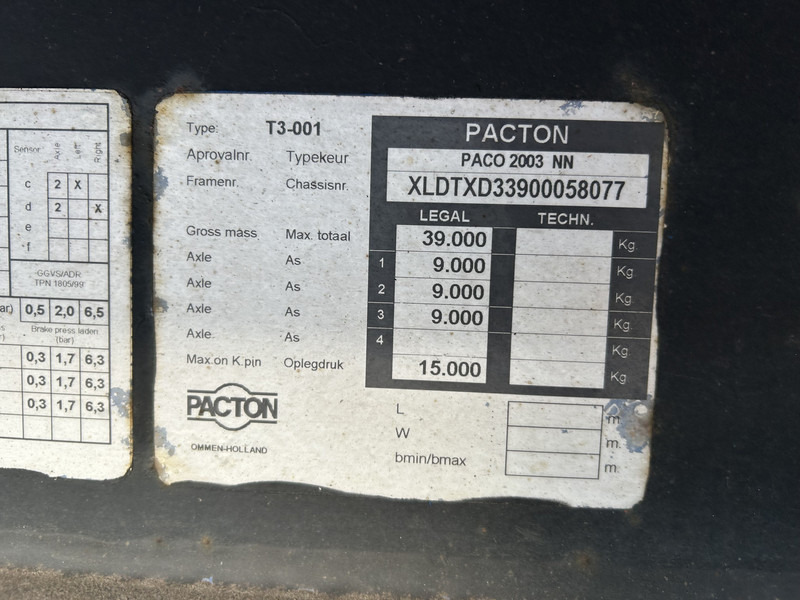 Sensor Axle Left Right
c 2 X
d 2 X
e
f
GGVS/ADR
TPN 1805/99
0,5 2,0 6,5
Brake press laden
(bar)
0,3 1,7 6,3
0,3 1,7 6,3
0,3 1,7 6,3
Type: T3-001
Aprovalnr. Typekeur
Framenr. Chassisnr.
PACTON
PACO 2003 NN
XLDTXD33900058077
LEGAL TECHN.
Gross mass Max. totaal 39.000 Kg
Axle As 1 9.000 Kg
Axle As 2 9.000 Kg
Axle As 3 9.000 Kg.
Axle. As 4 Kg
Max.on K.pin Oplegdruk 15.000 Kg
PACTON
OMMEN-HOLLAND
L m.
W m.
bmin/bmax m.